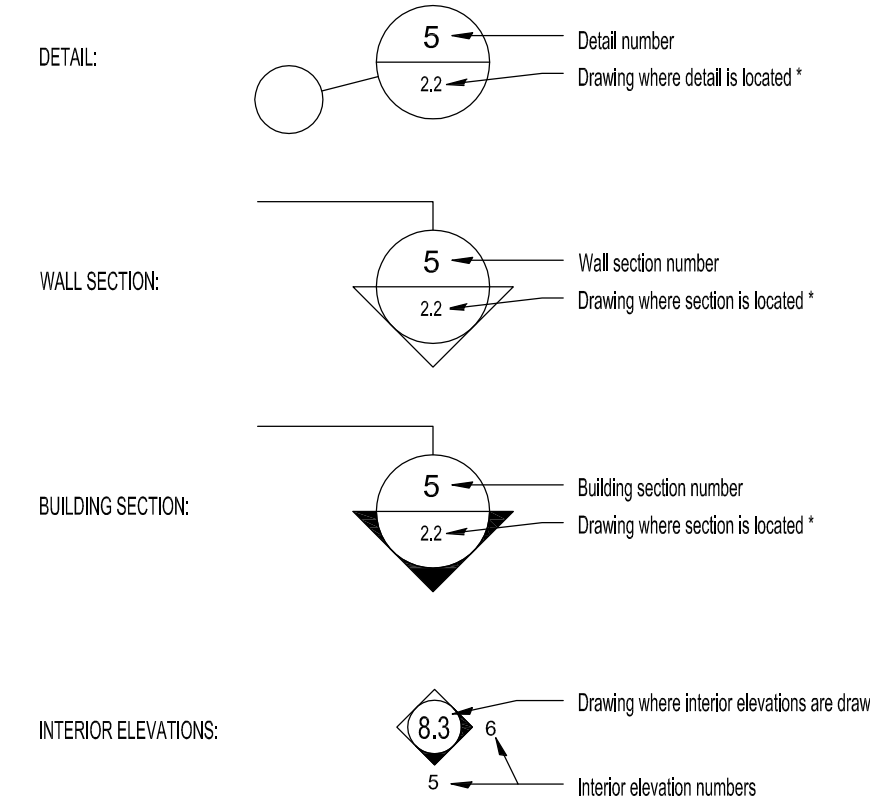 DETAIL:
5
Detail number
2.2
Drawing where detail is located *
WALL SECTION:
5
Wall section number
2.2
Drawing where section is located *
BUILDING SECTION:
5
Building section number
2.2
Drawing where section is located *
INTERIOR ELEVATIONS:
8.3
Drawing where interior elevations are draw
6
5
Interior elevation numbers